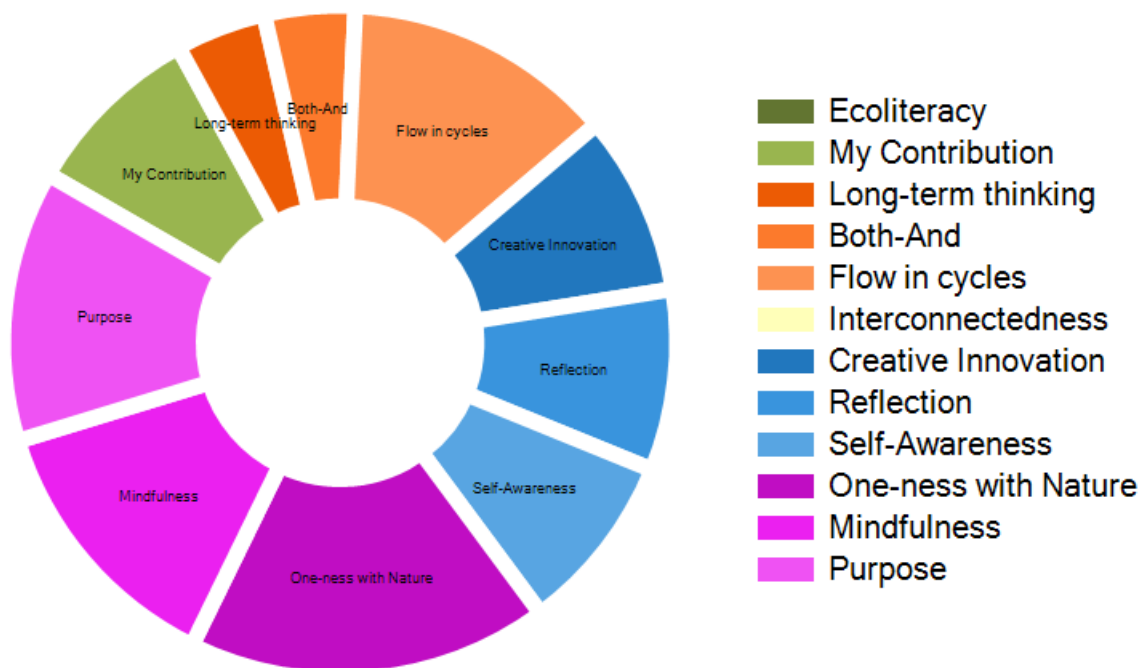 Both-And
Long-term thinking
Flow in cycles
My Contribution
Creative Innovation
Purpose
Reflection
Self-Awareness
Mindfulness
One-ness with Nature
Ecoliteracy
My Contribution
Long-term thinking
Both-And
Flow in cycles
Interconnectedness
Creative Innovation
Reflection
Self-Awareness
One-ness with Nature
Mindfulness
Purpose